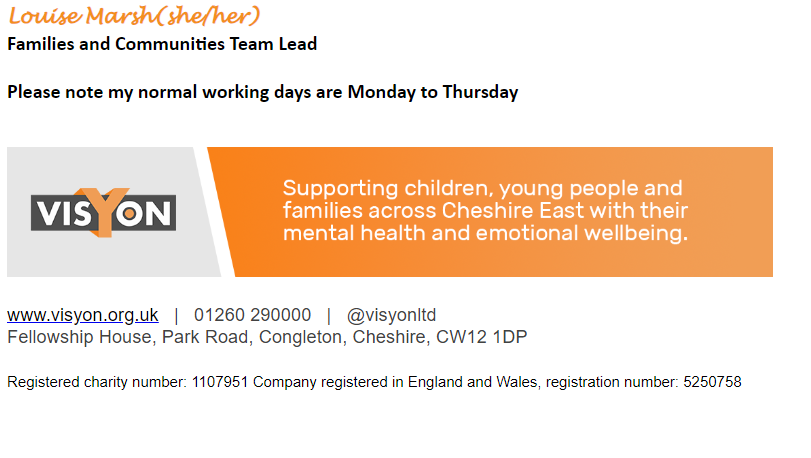 Louise Marsh(she/her)
Families and Communities Team Lead
Please note my normal working days are Monday to Thursday
VISYON
Supporting children, young people and
families across Cheshire East with their
mental health and emotional wellbeing.
www.visyon.org.uk | 01260 290000 | @visyonltd
Fellowship House, Park Road, Congleton, Cheshire, CW12 1DP
Registered charity number: 1107951 Company registered in England and Wales, registration number: 5250758